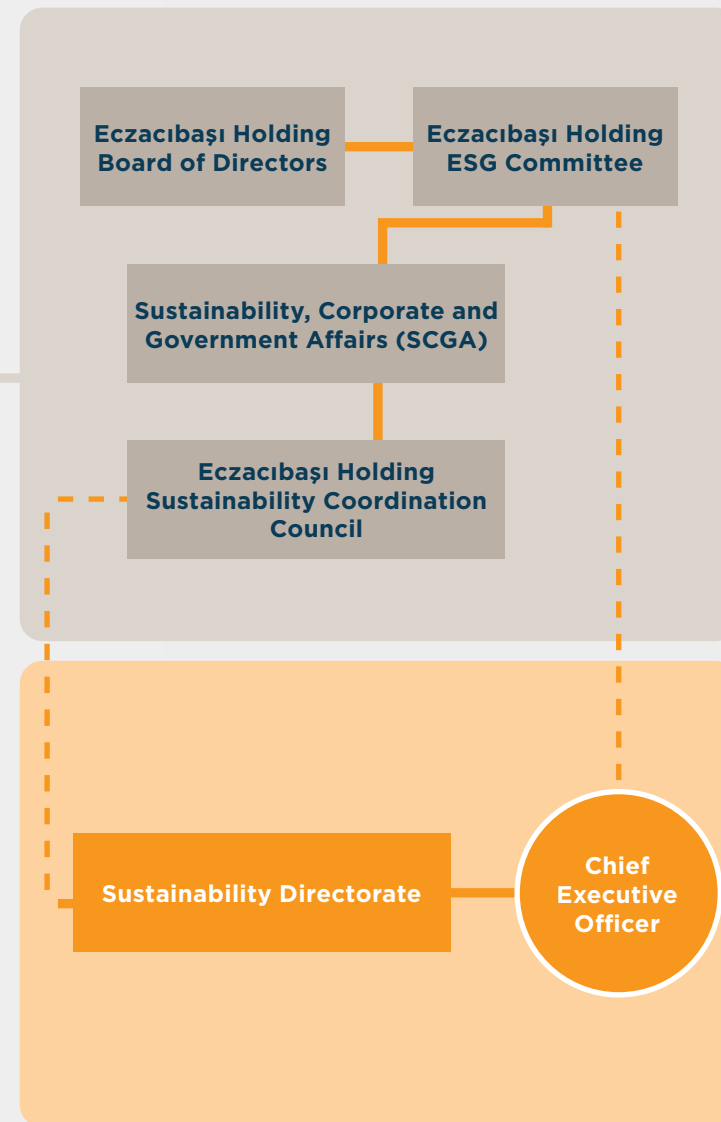 Eczacıbaşı Holding
Board of Directors
Eczacıbaşı Holding
ESG Committee
Sustainability, Corporate and
Government Affairs (SCGA)
Eczacıbaşı Holding
Sustainability Coordination
Council
Sustainability Directorate
Chief
Executive
Officer